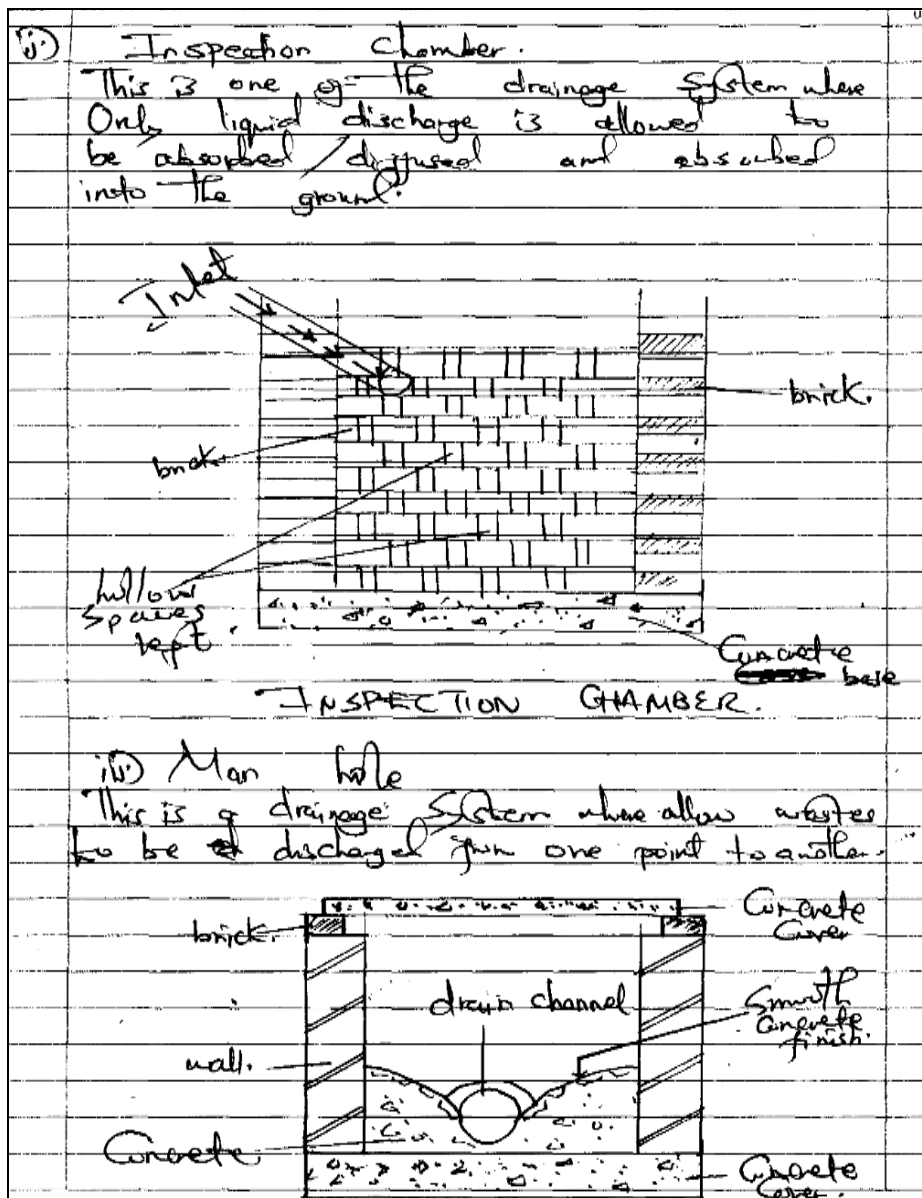 ii) Inspection Chamber.
This is one of the drainage System where
Only liquid discharge is allowed to
be absorbed / diffused and absorbed
into the ground.
Inlet
brick.
brick
hollow
spaces
kept
Concrete
base
INSPECTION CHAMBER.
iii) Man hole
This is a drainage System where allow wastes
to be discharged from one point to another.
Concrete
Cover
brick.
drain channel
Smooth
Concrete
finish.
wall.
Concrete
Concrete